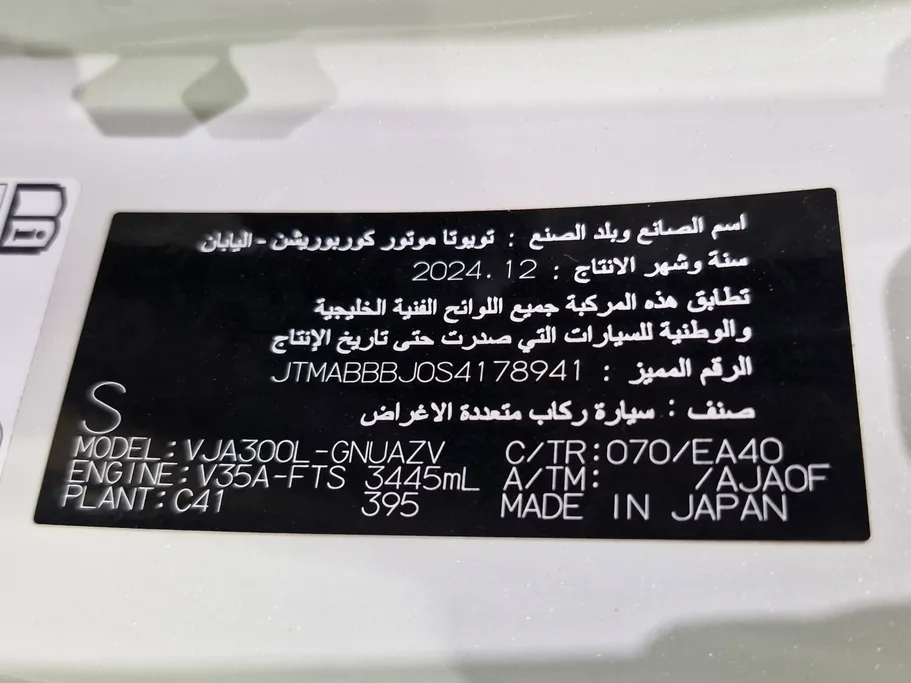 B
اسم الصانع وبلد الصنع : تويوتا موتور كوربوريشن - اليابان
سنة وشهر الانتاج : 2024.12
تطابق هذه المركبة جميع اللوائح الفنية الخليجية
والوطنية للسيارات التي صدرت حتى تاريخ الإنتاج
الرقم المميز : JTMABBBJ0S4178941
صنف : سيارة ركاب متعددة الاغراض
S
MODEL:VJA300L-GNUAZV C/TR:070/EA40
ENGINE:V35A-FTS 3445mL A/TM: /AJA0F
PLANT:C41 395 MADE IN JAPAN